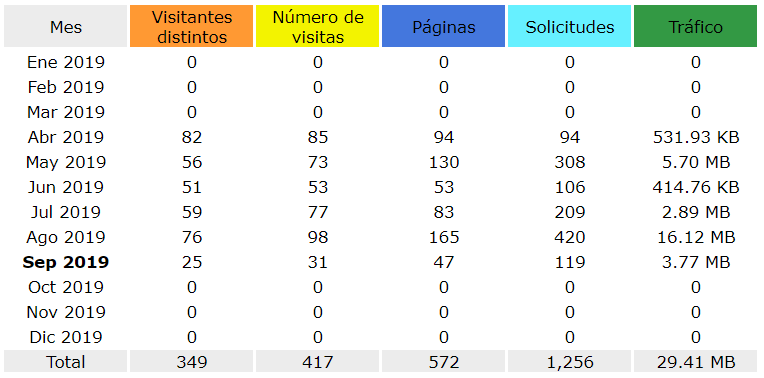 Mes Visitantes distintos Número de visitas Páginas Solicitudes Tráfico
Ene 2019 0 0 0 0 0
Feb 2019 0 0 0 0 0
Mar 2019 0 0 0 0 0
Abr 2019 82 85 94 94 531.93 KB
May 2019 56 73 130 308 5.70 MB
Jun 2019 51 53 53 106 414.76 KB
Jul 2019 59 77 83 209 2.89 MB
Ago 2019 76 98 165 420 16.12 MB
Sep 2019 25 31 47 119 3.77 MB
Oct 2019 0 0 0 0 0
Nov 2019 0 0 0 0 0
Dic 2019 0 0 0 0 0
Total 349 417 572 1,256 29.41 MB